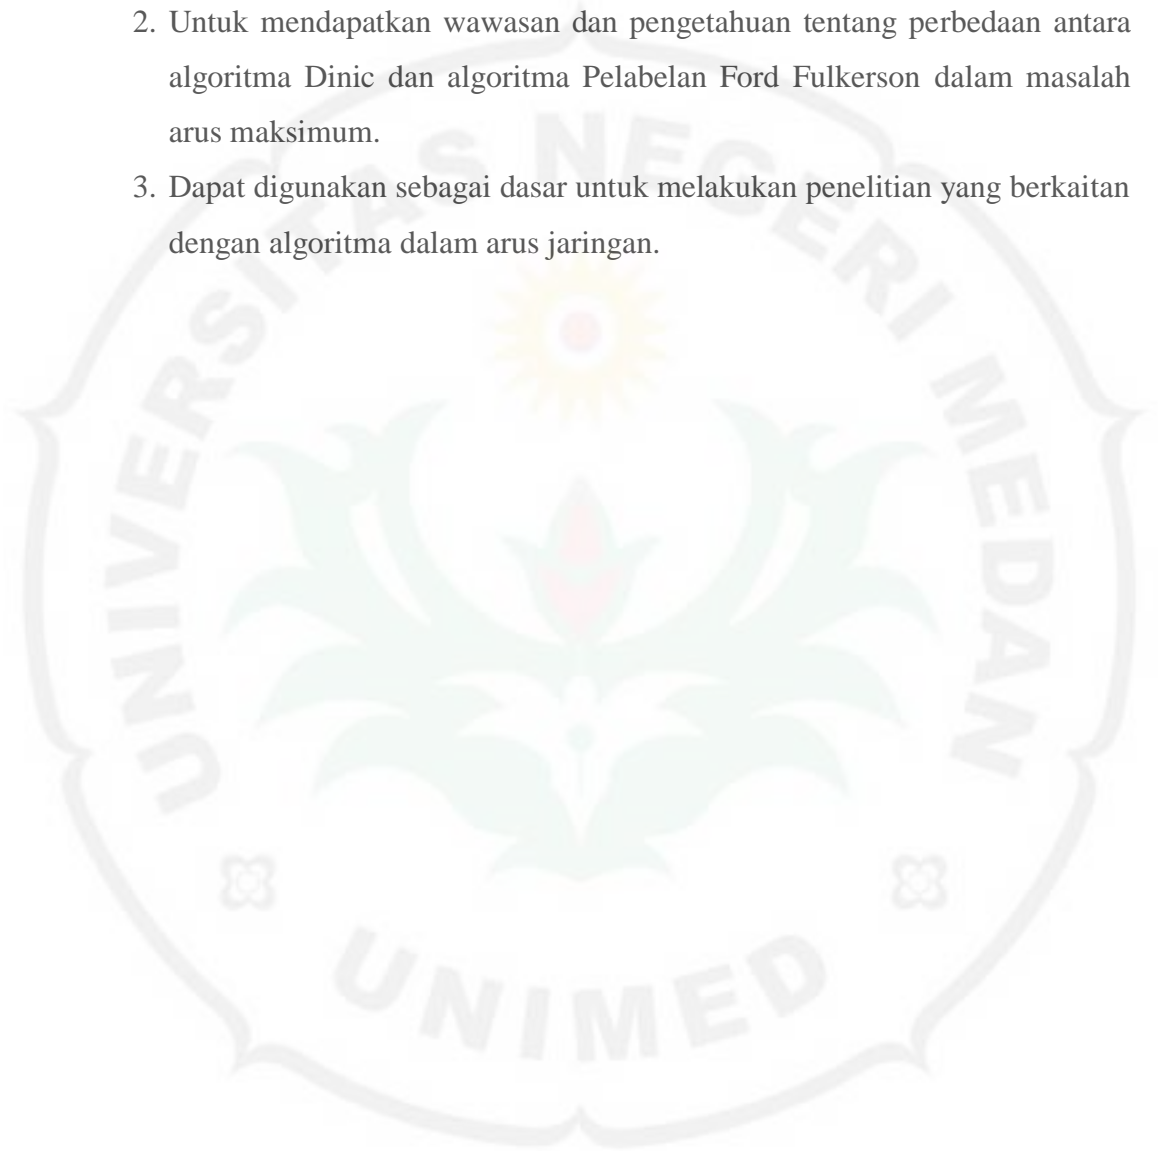 2. Untuk mendapatkan wawasan dan pengetahuan tentang perbedaan antara
algoritma Dinic dan algoritma Pelabelan Ford Fulkerson dalam masalah
arus maksimum.
3. Dapat digunakan sebagai dasar untuk melakukan penelitian yang berkaitan
dengan algoritma dalam arus jaringan.
UNIVERSITAS NEGERI MEDAN
UNIMED